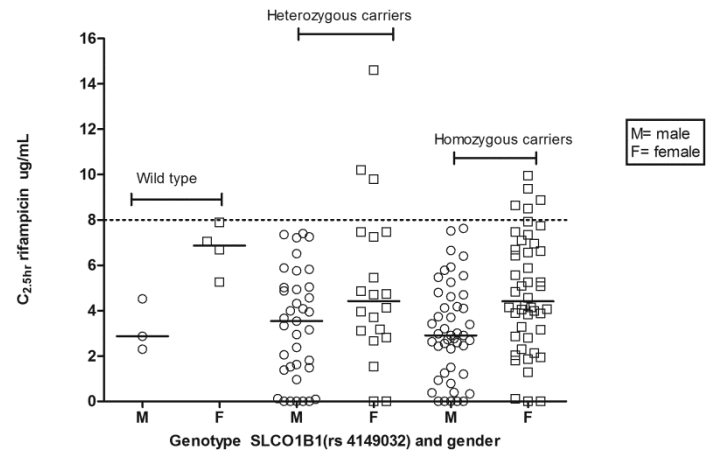 Heterozygous carriers
16
14
12
10
8
6
4
2
0
C2.5hr rifampicin ug/mL
Wild type
Homozygous carriers
M= male
F= female
M F M F M F
Genotype SLCO1B1(rs 4149032) and gender